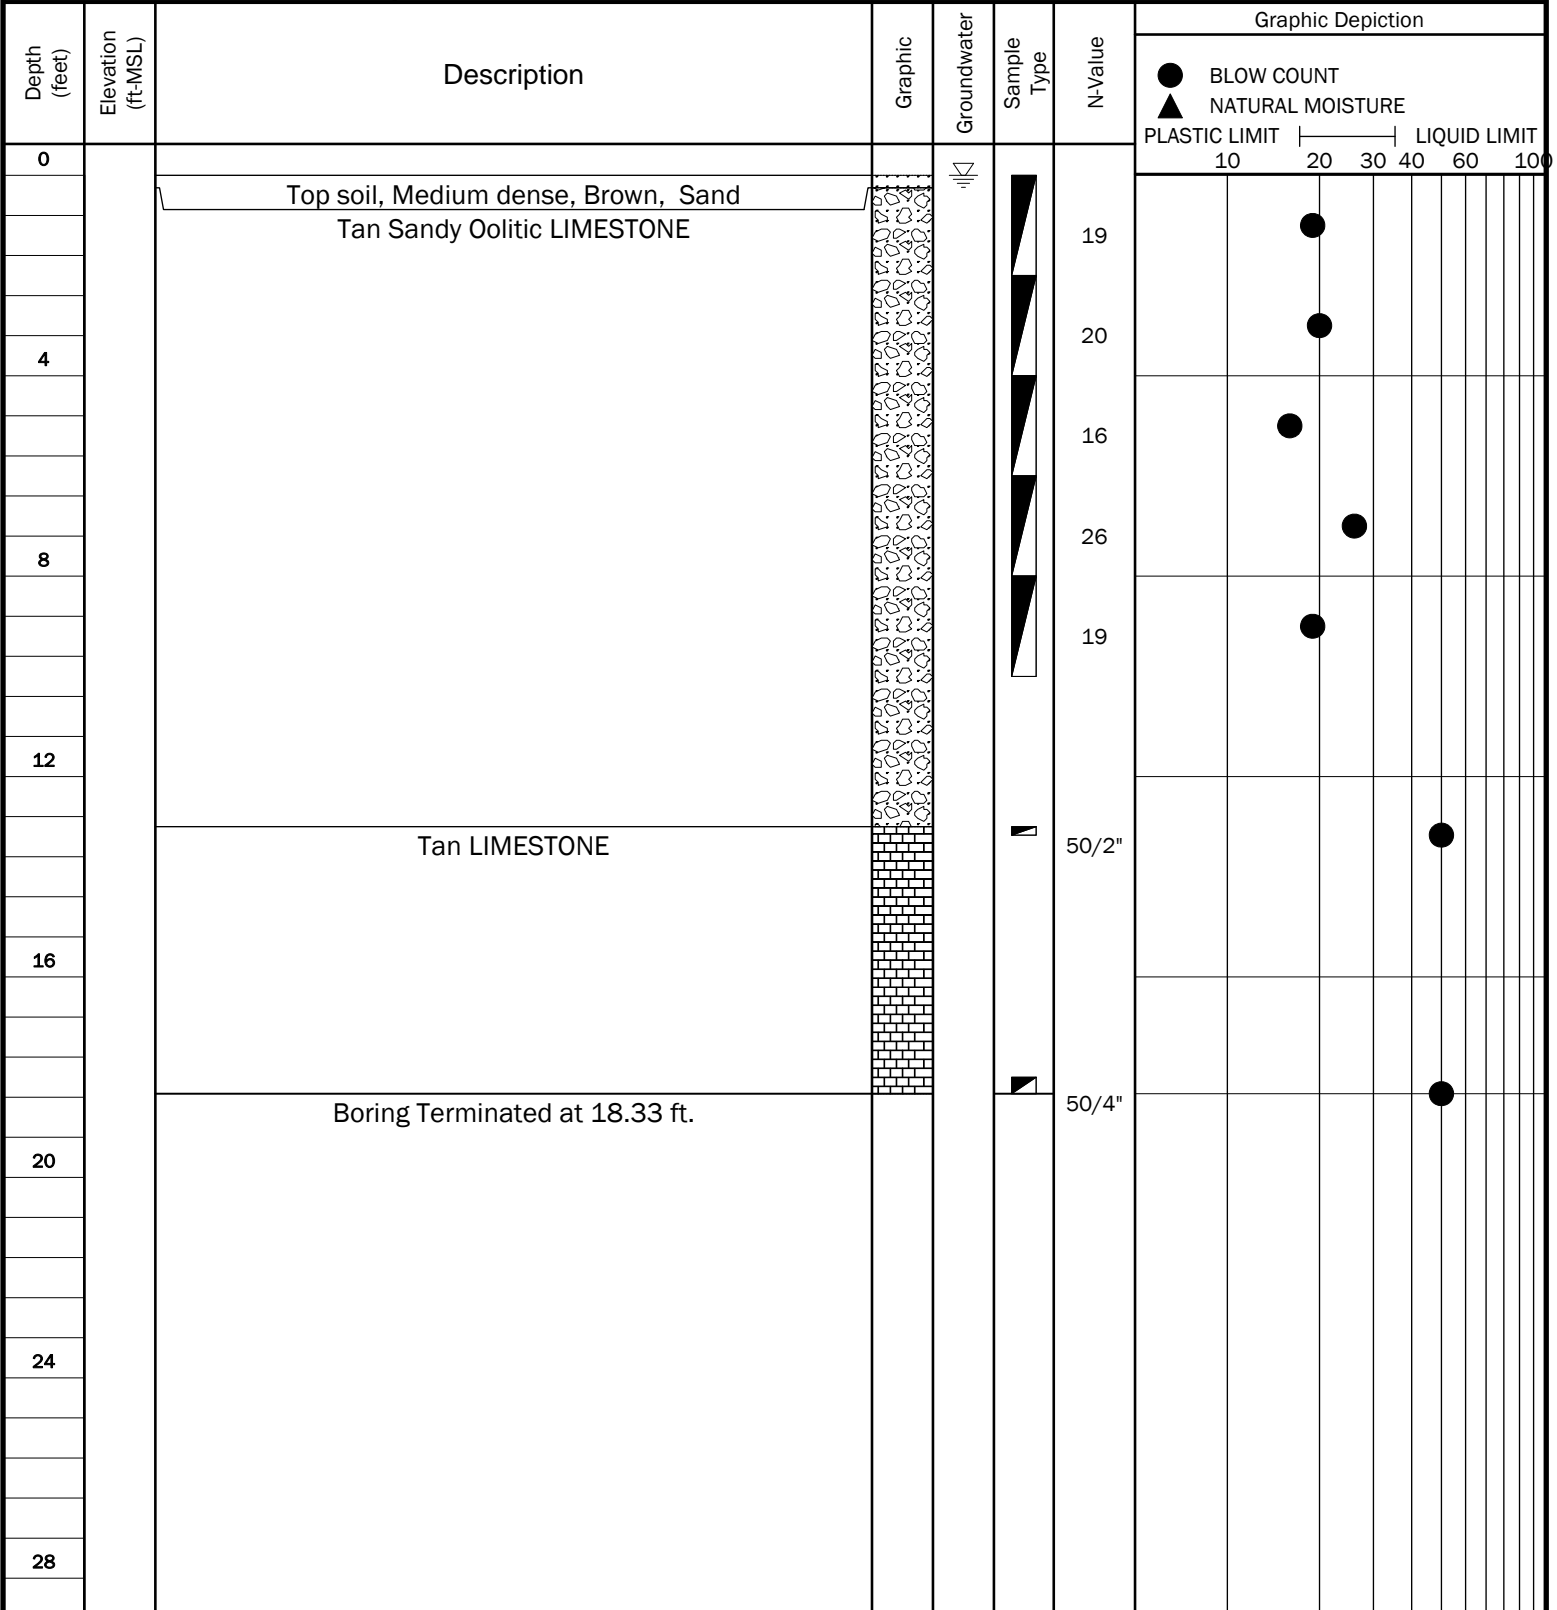 Graphic Depiction
Depth
(feet)
Elevation
(ft-MSL)
Description
Graphic
Groundwater
Sample
Type
N-Value
BLOW COUNT
NATURAL MOISTURE
PLASTIC LIMIT LIQUID LIMIT
0 10 20 30 40 60 100
Top soil, Medium dense, Brown, Sand
Tan Sandy Oolitic LIMESTONE
19
20
4
16
26
8
19
12
Tan LIMESTONE
50/2"
16
50/4"
Boring Terminated at 18.33 ft.
20
24
28